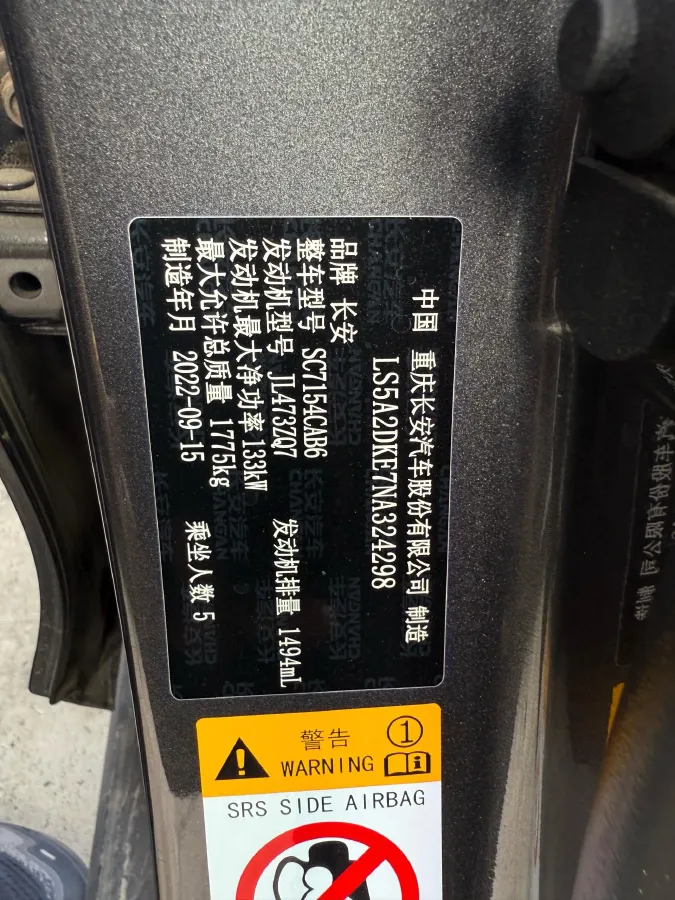 中国 重庆长安汽车股份有限公司 制造
LS5A2DKE7NA324298
品牌 长安
整车型号 SC7154CAB6
发动机型号 JL473ZQ7 发动机排量 1494mL
发动机最大净功率 133kW
最大允许总质量 1775kg
制造年月 2022-09-15 乘坐人数 5
警告 1
WARNING i
SRS SIDE AIRBAG